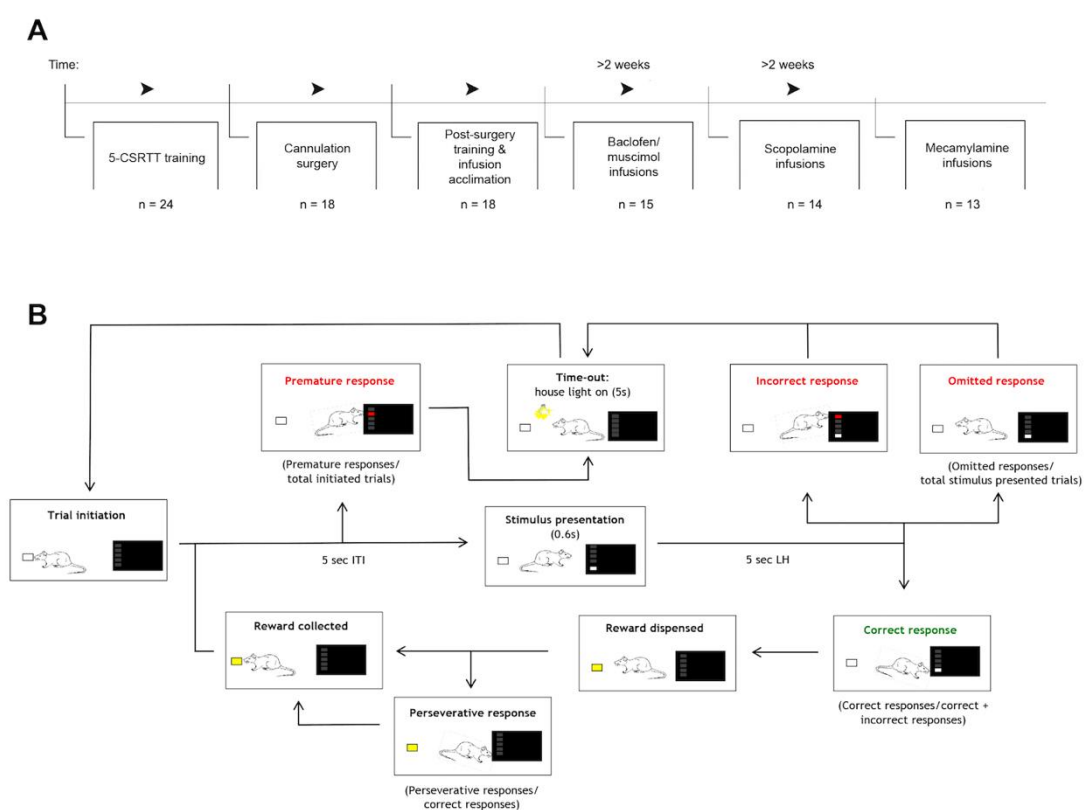 A
Time:
>2 weeks
>2 weeks
5-CSRTT training
Cannulation
surgery
Post-surgery
training &
infusion
acclimation
Baclofen/
muscimol
infusions
Scopolamine
infusions
Mecamylamine
infusions
n = 24
n = 18
n = 18
n = 15
n = 14
n = 13
B
Premature response
(Premature responses/
total initiated trials)
Time-out:
house light on (5s)
Incorrect response
Omitted response
(Omitted responses/
total stimulus presented trials)
Trial initiation
5 sec ITI
Stimulus presentation
(0.6s)
5 sec LH
Reward collected
Reward dispensed
Correct response
(Correct responses/correct +
incorrect responses)
Perseverative response
(Perseverative responses/
correct responses)